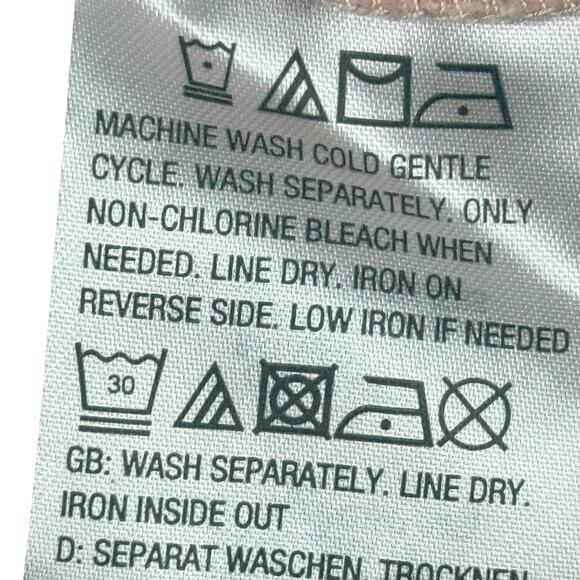 MACHINE WASH COLD GENTLE
CYCLE. WASH SEPARATELY. ONLY
NON-CHLORINE BLEACH WHEN
NEEDED. LINE DRY. IRON ON
REVERSE SIDE. LOW IRON IF NEEDED
30
GB: WASH SEPARATELY. LINE DRY.
IRON INSIDE OUT
D: SEPARAT WASCHEN. TROCKNEN